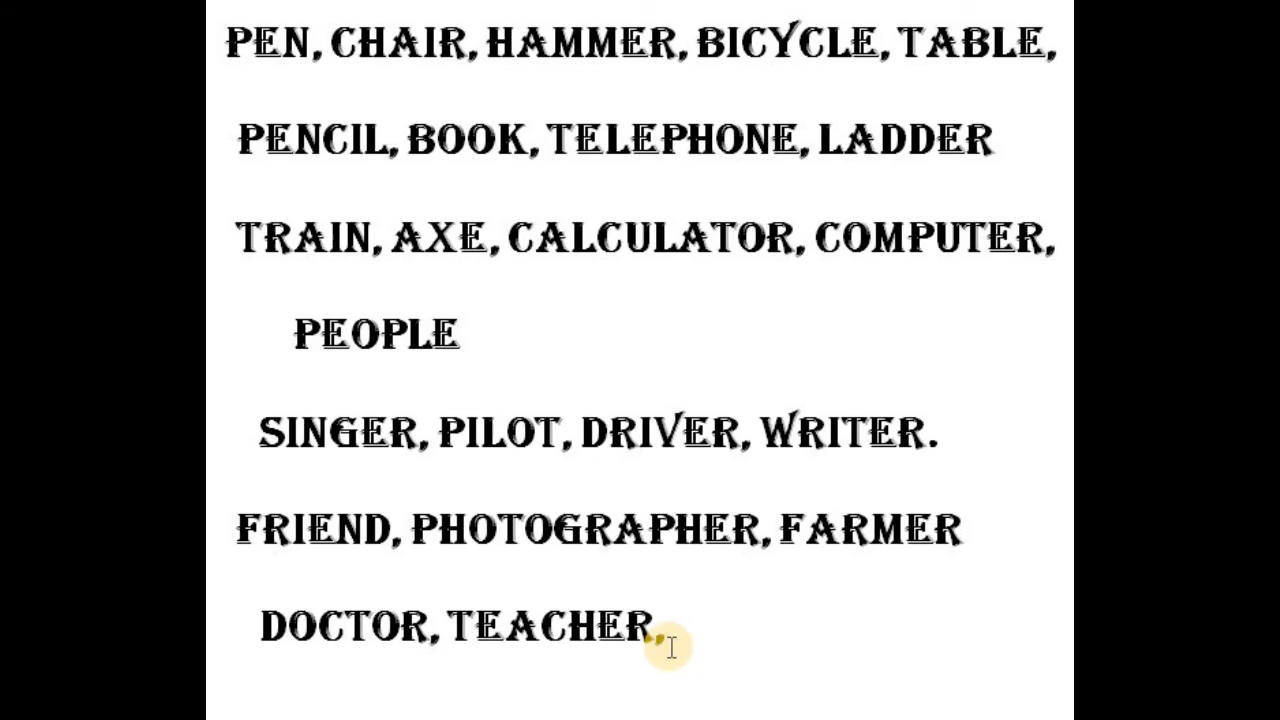 PEN, CHAIR, HAMMER, BICYCLE, TABLE,
PENCIL, BOOK, TELEPHONE, LADDER
TRAIN, AXE, CALCULATOR, COMPUTER,
PEOPLE
SINGER, PILOT, DRIVER, WRITER.
FRIEND, PHOTOGRAPHER, FARMER
DOCTOR, TEACHER,